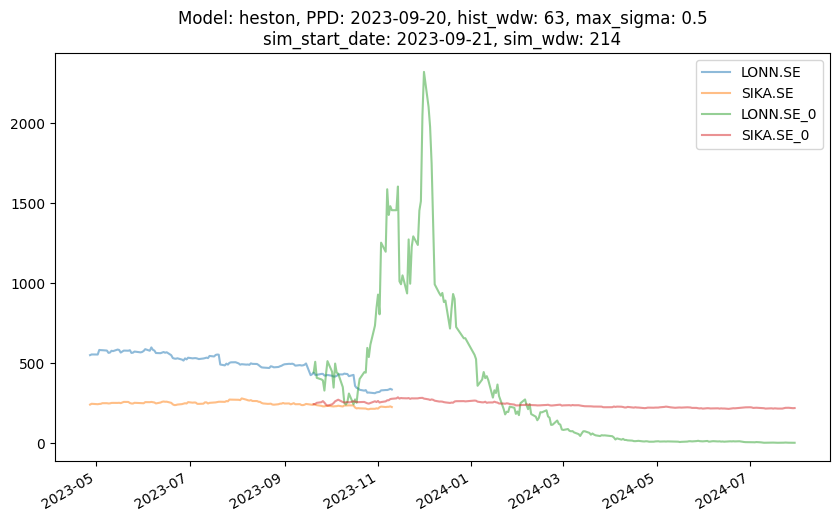 Model: heston, PPD: 2023-09-20, hist_wdw: 63, max_sigma: 0.5
sim_start_date: 2023-09-21, sim_wdw: 214
LONN.SE
SIKA.SE
LONN.SE_0
SIKA.SE_0
2000
1500
1000
500
0
2023-05
2023-07
2023-09
2023-11
2024-01
2024-03
2024-05
2024-07